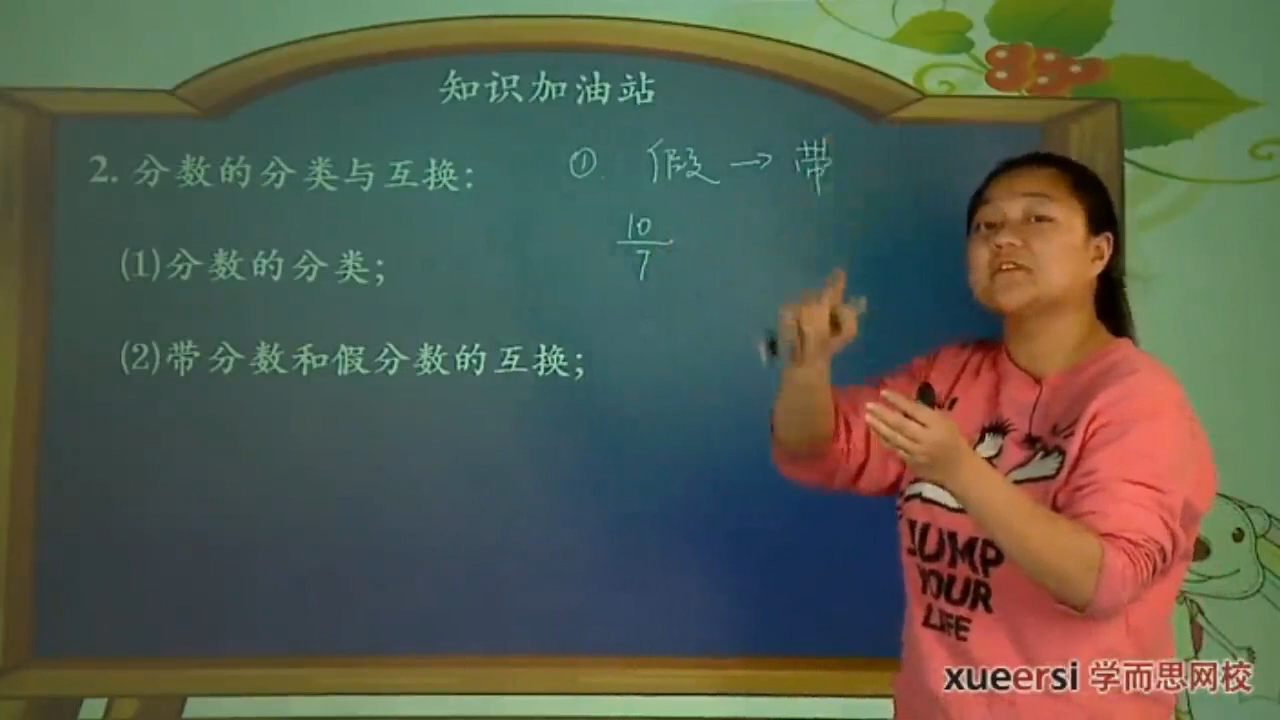 知识加油站
2. 分数的分类与互换:
① 假→带
10
7
(1)分数的分类;
(2)带分数和假分数的互换;
JUMP
YOUR
LIFE
xueersi 学而思网校